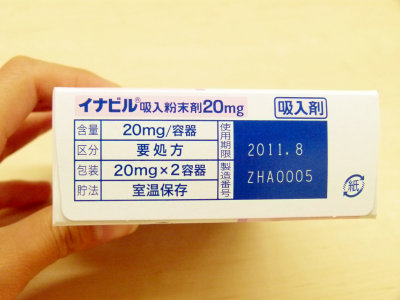 イナビル®吸入粉末剤20mg
吸入剤
含量 20mg/容器
区分 要処方
包装 20mg×2容器
貯法 室温保存
使用期限 2011.8
製造番号 ZHA0005
紙